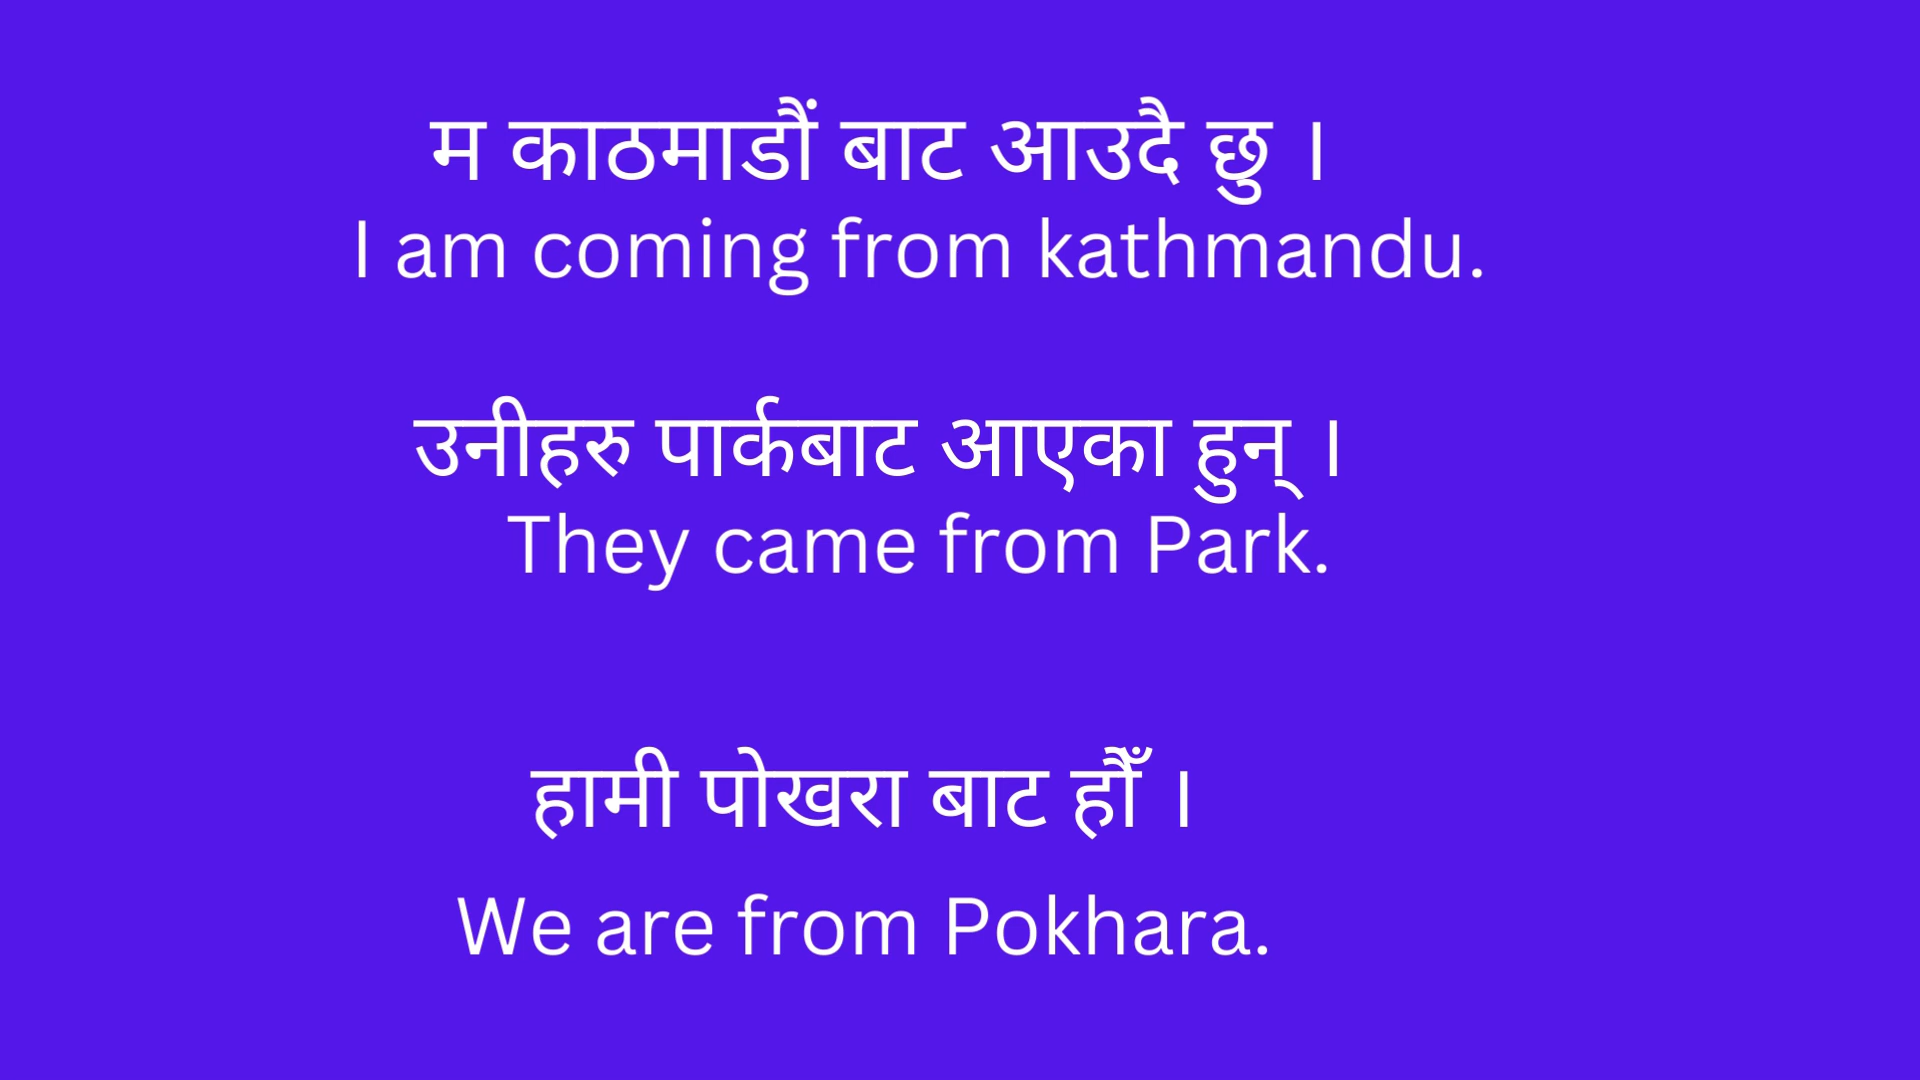 म काठमाडौं बाट आउदै छु ।
I am coming from kathmandu.
उनीहरु पार्कबाट आएका हुन् ।
They came from Park.
हामी पोखरा बाट हौँ ।
We are from Pokhara.